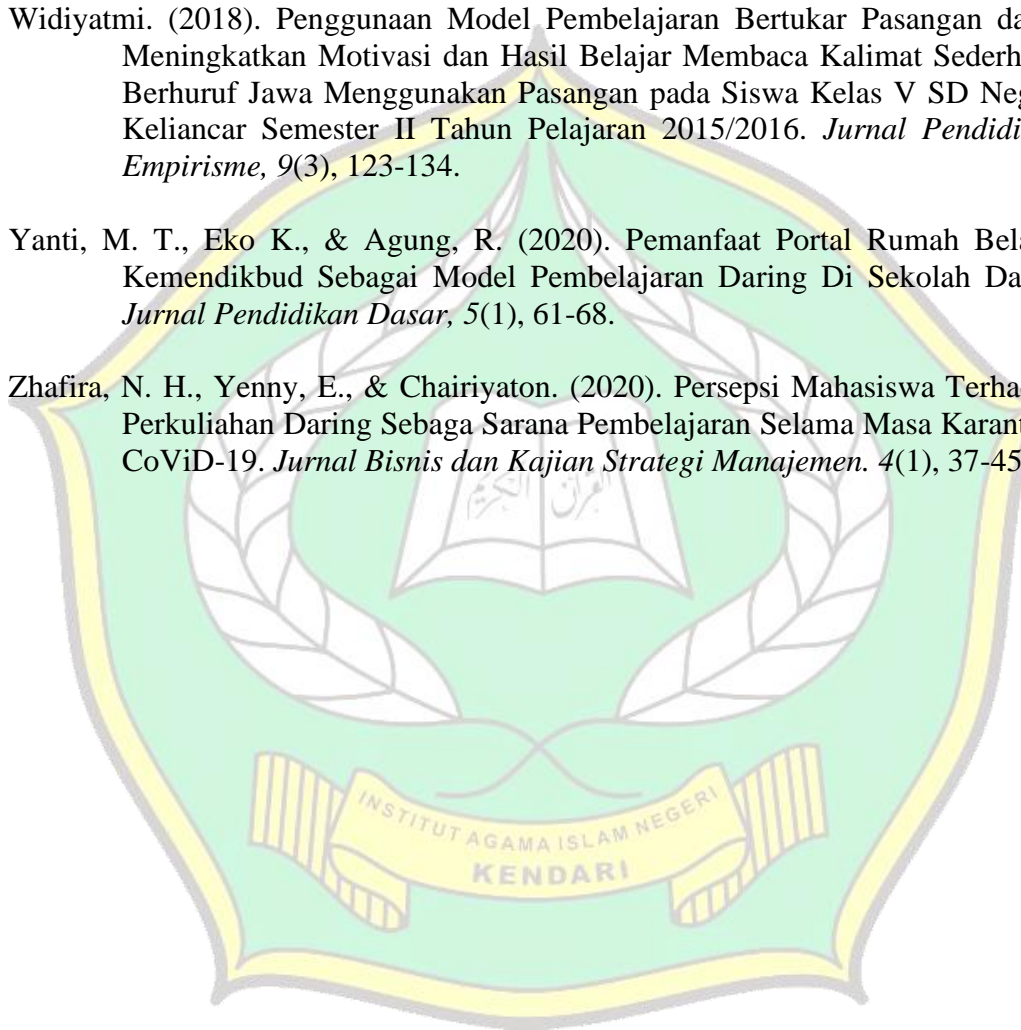 Widiyatmi. (2018). Penggunaan Model Pembelajaran Bertukar Pasangan da
Meningkatkan Motivasi dan Hasil Belajar Membaca Kalimat Sederh
Berhuruf Jawa Menggunakan Pasangan pada Siswa Kelas V SD Neg
Keliancar Semester II Tahun Pelajaran 2015/2016. Jurnal Pendidi
Empirisme, 9(3), 123-134.
Yanti, M. T., Eko K., & Agung, R. (2020). Pemanfaat Portal Rumah Bela
Kemendikbud Sebagai Model Pembelajaran Daring Di Sekolah Da
Jurnal Pendidikan Dasar, 5(1), 61-68.
Zhafira, N. H., Yenny, E., & Chairiyaton. (2020). Persepsi Mahasiswa Terha
Perkuliahan Daring Sebaga Sarana Pembelajaran Selama Masa Karant
CoViD-19. Jurnal Bisnis dan Kajian Strategi Manajemen. 4(1), 37-45
القرآن الكريم
INSTITUT AGAMA ISLAM NEGERI
KENDARI